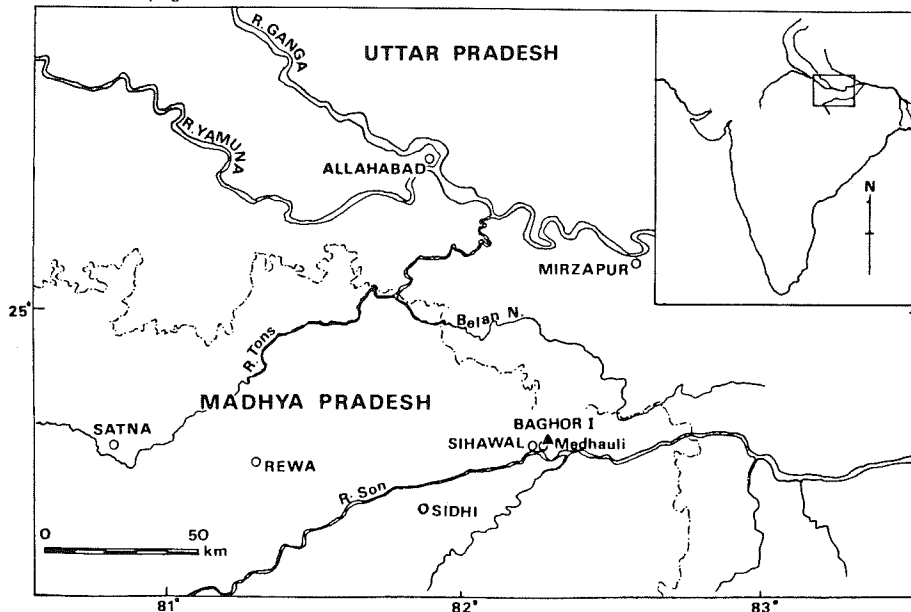 R. GANGA
UTTAR PRADESH
R. YAMUNA
ALLAHABAD
N
MIRZAPUR
25°
Belan N.
R. Tons
MADHYA PRADESH
SATNA
BAGHOR I
SIHAWAL
Medhauli
REWA
R. Son
SIDHI
0 50
km
81° 82° 83°